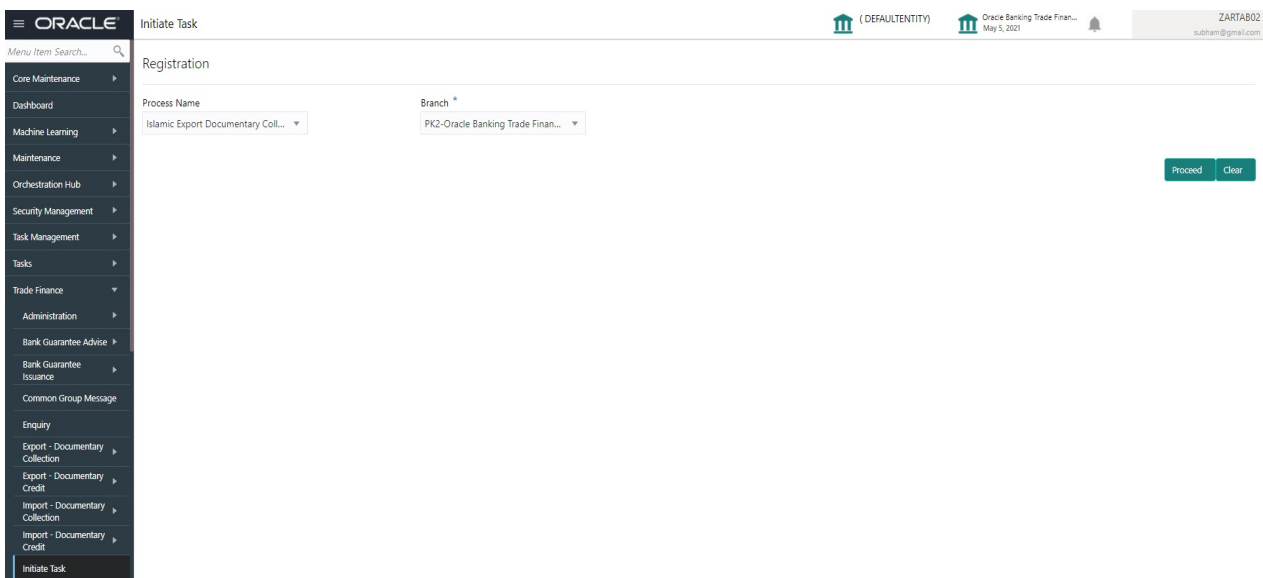 ORACLE
Initiate Task
( DEFAULTENTITY)
Oracle Banking Trade Finan...
May 5, 2021
ZARTAB02
subham@gmail.com
Menu Item Search...
Core Maintenance
Dashboard
Machine Learning
Maintenance
Orchestration Hub
Security Management
Task Management
Tasks
Trade Finance
Administration
Bank Guarantee Advise
Bank Guarantee
Issuance
Common Group Message
Enquiry
Export - Documentary
Collection
Export - Documentary
Credit
Import - Documentary
Collection
Import - Documentary
Credit
Initiate Task
Registration
Process Name
Islamic Export Documentary Coll...
Branch *
PK2-Oracle Banking Trade Finan...
Proceed
Clear